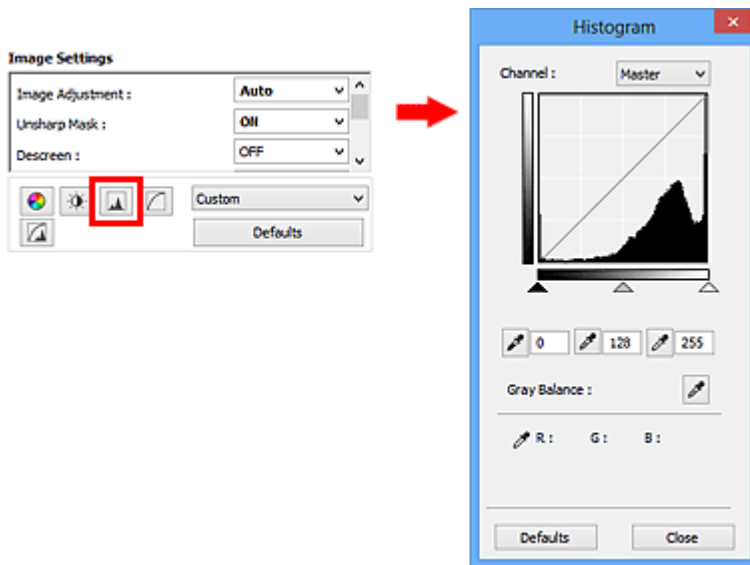 Image Settings
Image Adjustment : Auto
Unsharp Mask : ON
Descreen : OFF
Custom
Defaults
Histogram
Channel : Master
0 128 255
Gray Balance :
R : G : B :
Defaults Close